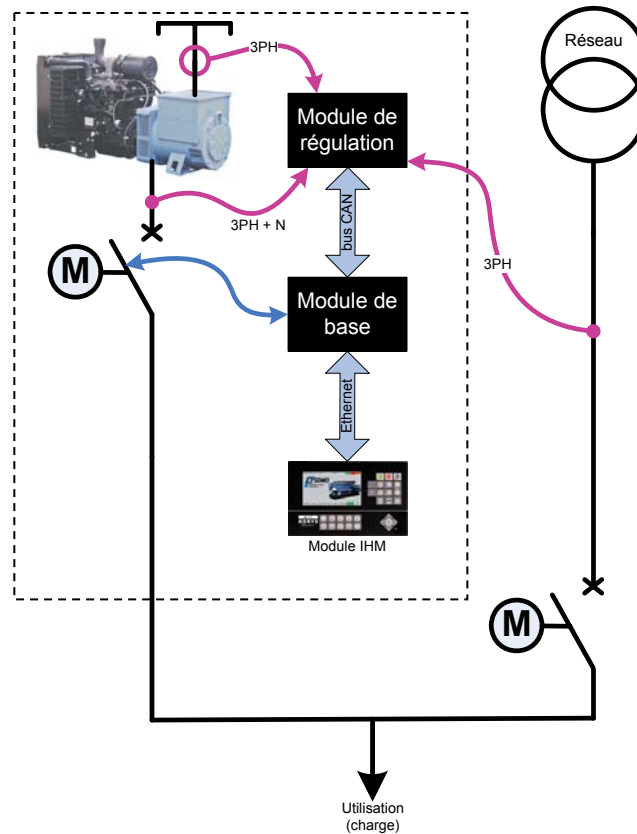 3PH
Réseau
Module de
régulation
3PH + N
bus CAN
3PH
M
Module de
base
Ethernet
Module IHM
M
Utilisation
(charge)